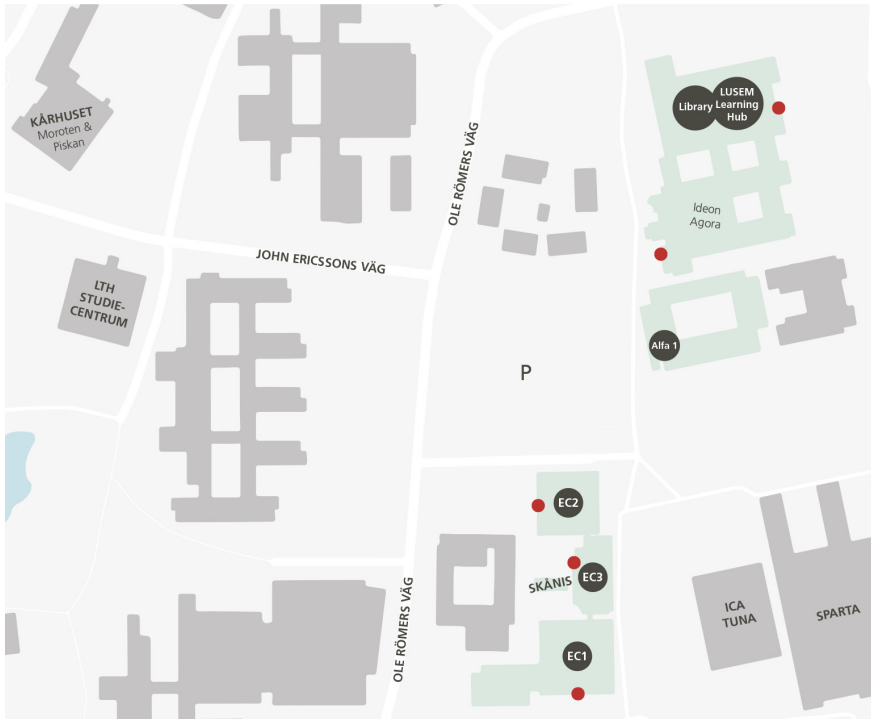 KÅRHUSET
Moroten &
Piskan
Library
LUSEM
Learning
Hub
OLE RÖMERS VÄG
Ideon
Agora
JOHN ERICSSONS VÄG
LTH
STUDIE-
CENTRUM
Alfa 1
P
EC2
SKÅNIS
EC3
OLE RÖMERS VÄG
ICA
TUNA
SPARTA
EC1